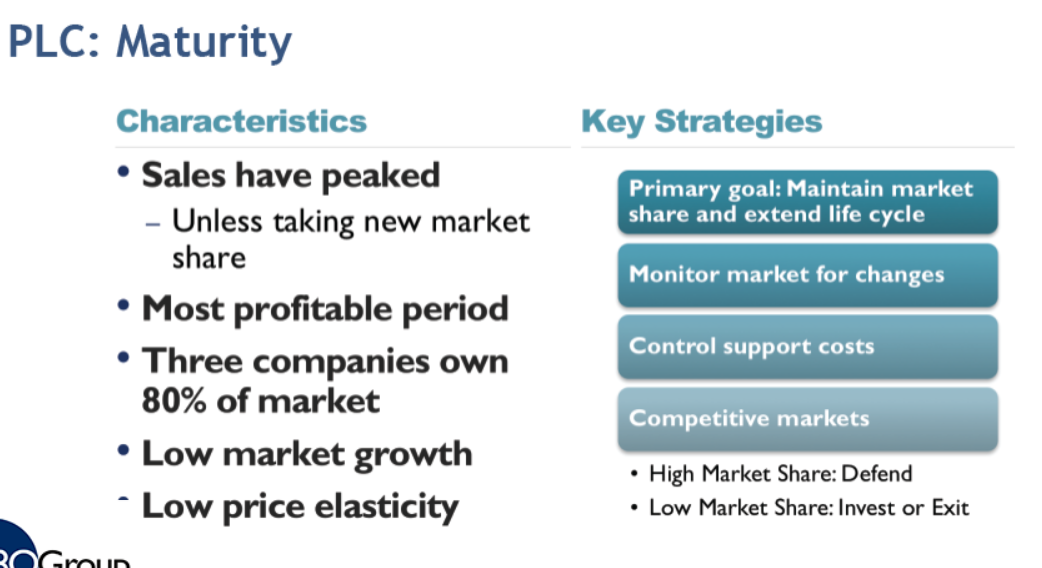 PLC: Maturity
Characteristics
• Sales have peaked
– Unless taking new market
share
• Most profitable period
• Three companies own
80% of market
• Low market growth
Low price elasticity
Key Strategies
Primary goal: Maintain market
share and extend life cycle
Monitor market for changes
Control support costs
Competitive markets
• High Market Share: Defend
• Low Market Share: Invest or Exit
Group